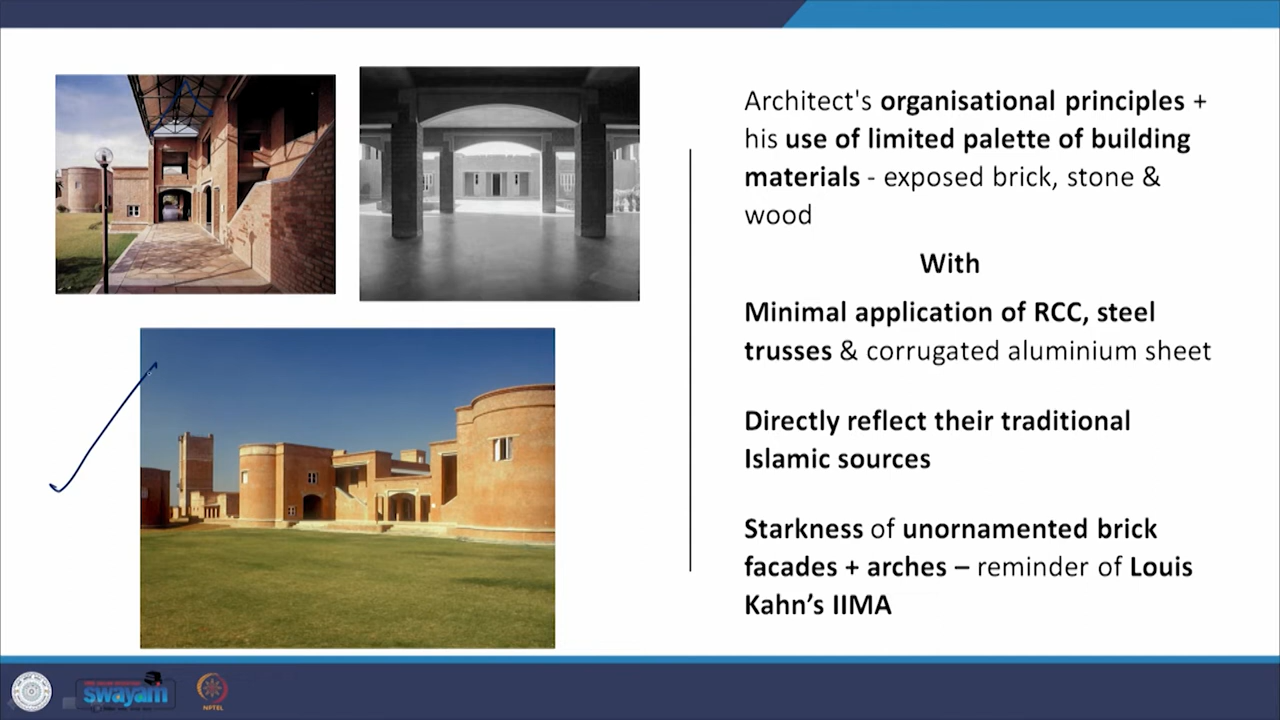 Architect's organisational principles +
his use of limited palette of building
materials - exposed brick, stone &
wood
With
Minimal application of RCC, steel
trusses & corrugated aluminium sheet
Directly reflect their traditional
Islamic sources
Starkness of unornamented brick
facades + arches – reminder of Louis
Kahn's IIMA
swayam
NPTEL